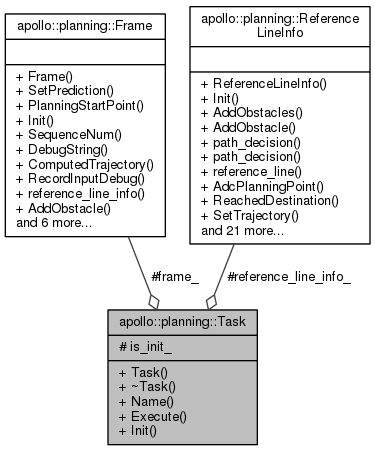 apollo::planning::Frame
+ Frame()
+ SetPrediction()
+ PlanningStartPoint()
+ Init()
+ SequenceNum()
+ DebugString()
+ ComputedTrajectory()
+ RecordInputDebug()
+ reference_line_info()
+ AddObstacle()
and 6 more...
apollo::planning::Reference
LineInfo
+ ReferenceLineInfo()
+ Init()
+ AddObstacles()
+ AddObstacle()
+ path_decision()
+ path_decision()
+ reference_line()
+ AdcPlanningPoint()
+ ReachedDestination()
+ SetTrajectory()
and 21 more...
#frame_
#reference_line_info_
apollo::planning::Task
# is_init_
+ Task()
+ ~Task()
+ Name()
+ Execute()
+ Init()